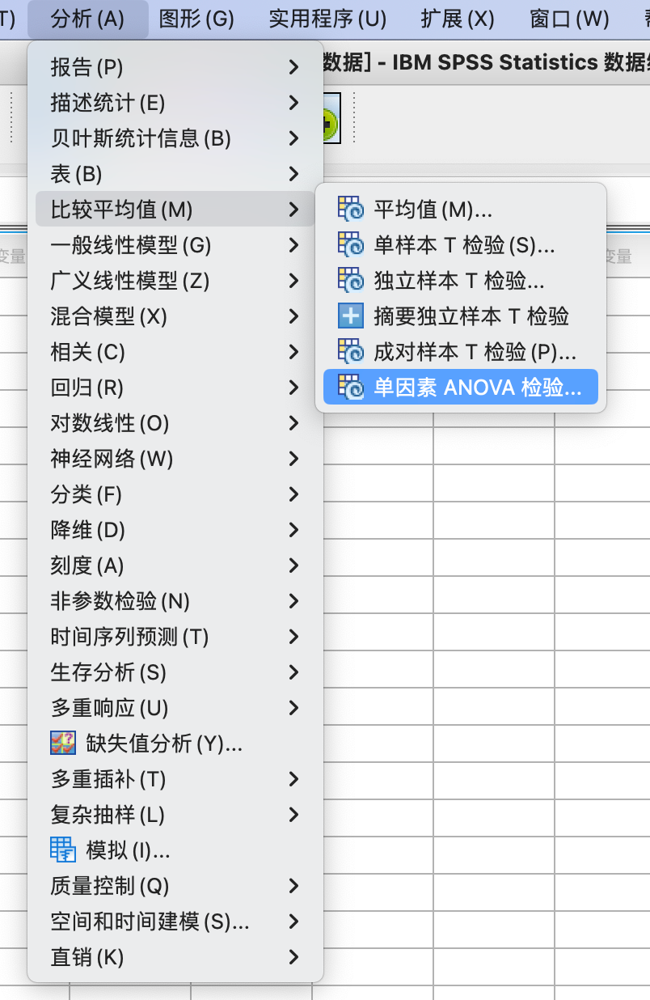 T) 分析(A) 图形(G) 实用程序(U) 扩展(X) 窗口(W)
数据] - IBM SPSS Statistics 数据
报告(P)
描述统计(E)
贝叶斯统计信息(B)
表(B)
比较平均值(M)
一般线性模型(G)
广义线性模型(Z)
混合模型(X)
相关(C)
回归(R)
对数线性(O)
神经网络(W)
分类(F)
降维(D)
刻度(A)
非参数检验(N)
时间序列预测(T)
生存分析(S)
多重响应(U)
缺失值分析(Y)...
多重插补(T)
复杂抽样(L)
模拟(I)...
质量控制(Q)
空间和时间建模(S)...
直销(K)
平均值(M)...
单样本 T 检验(S)...
独立样本 T 检验...
摘要独立样本 T 检验
成对样本 T 检验(P)...
单因素 ANOVA 检验...
变量
变量